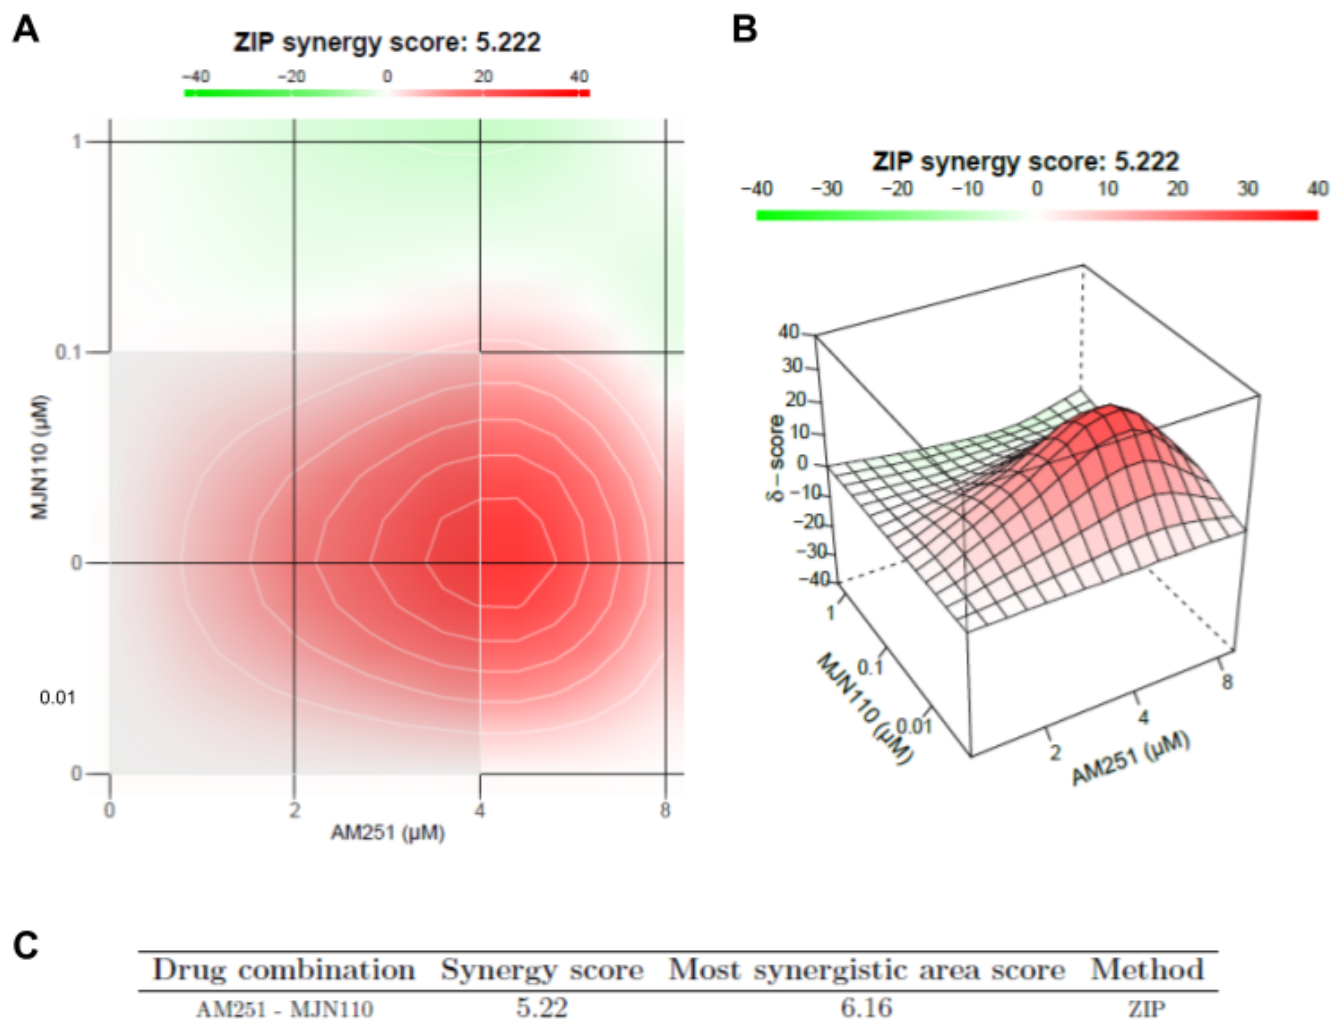 A
ZIP synergy score: 5.222
−40 −20 0 20 40
1
0.1
0
0.01
0
MJN110 (µM)
0 2 4 8
AM251 (µM)
B
ZIP synergy score: 5.222
−40 −30 −20 −10 0 10 20 30 40
40
30
20
10
0
−10
−20
−30
−40
δ − score
1
0.1
0.01
MJN110 (µM)
2
4
8
AM251 (µM)
C
Drug combination Synergy score Most synergistic area score Method
AM251 - MJN110 5.22 6.16 ZIP